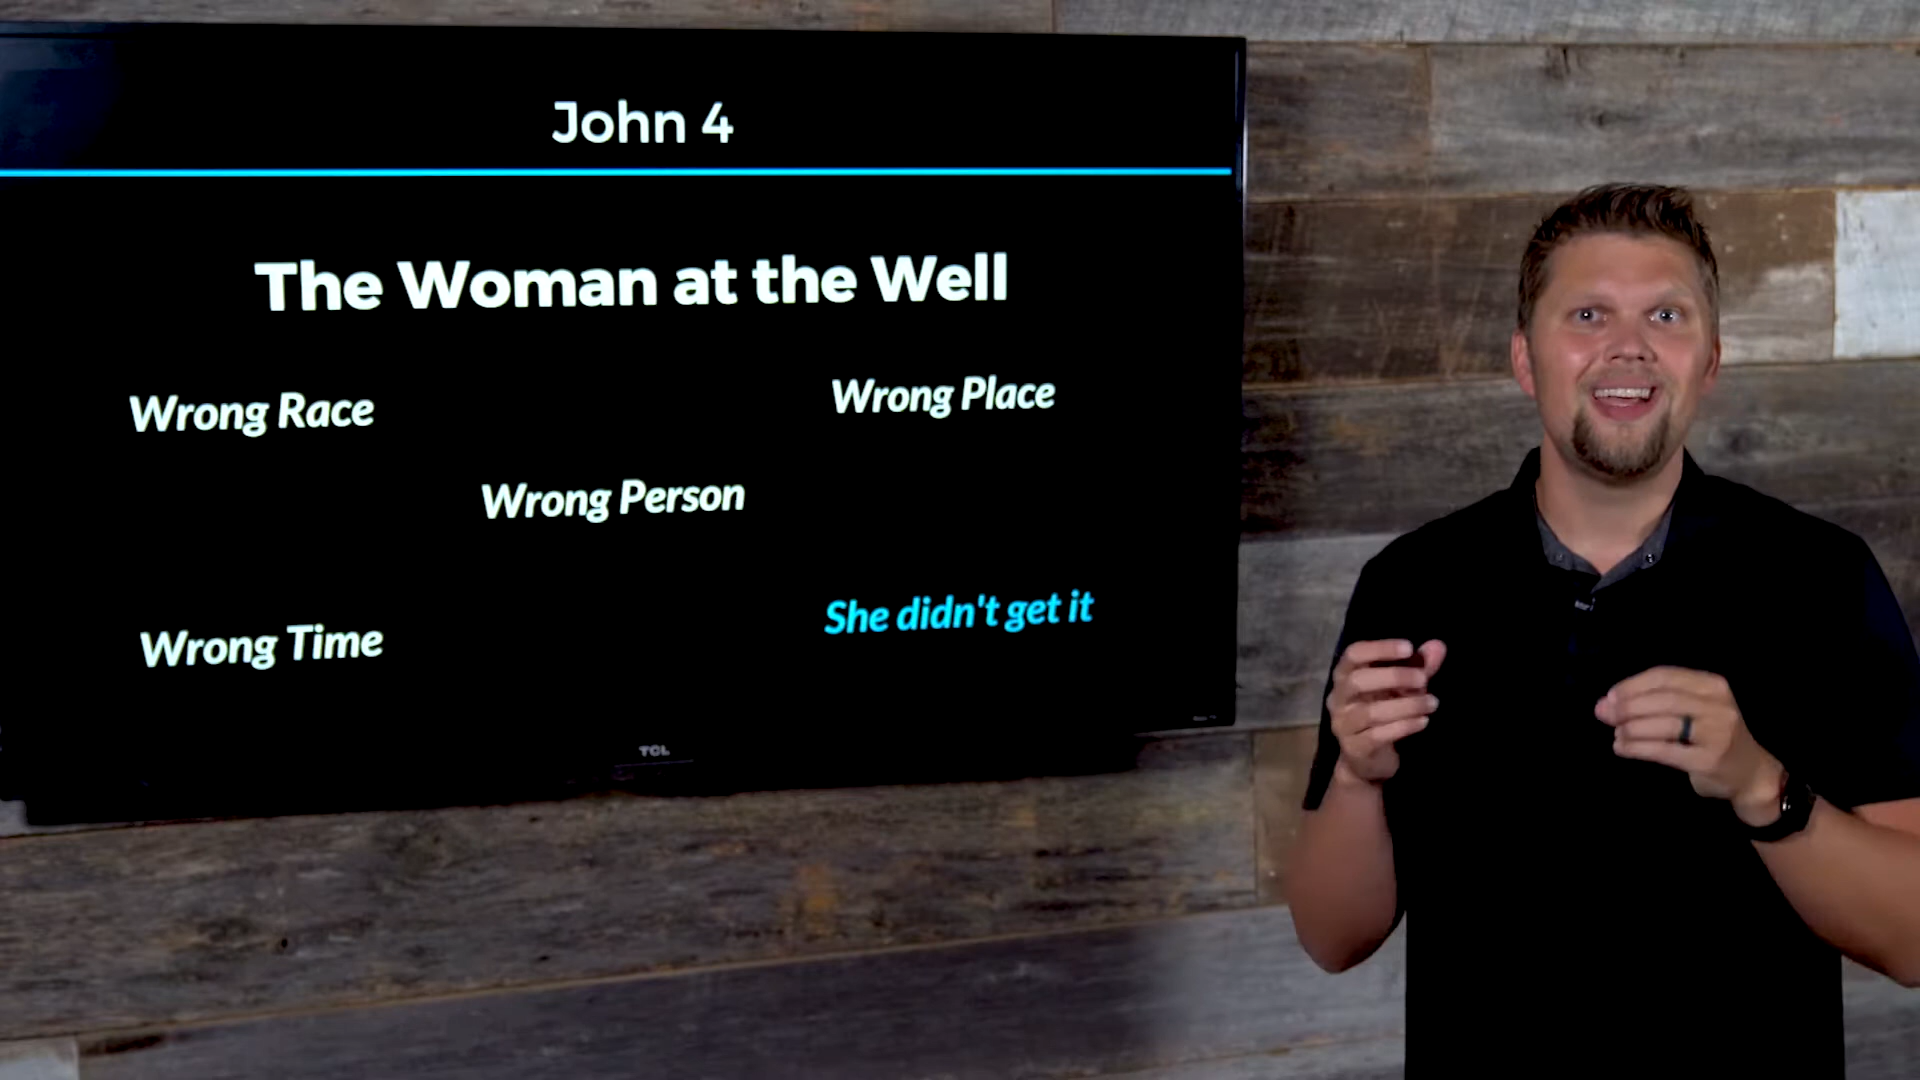 John 4
The Woman at the Well
Wrong Race
Wrong Place
Wrong Person
She didn't get it
Wrong Time
TCL